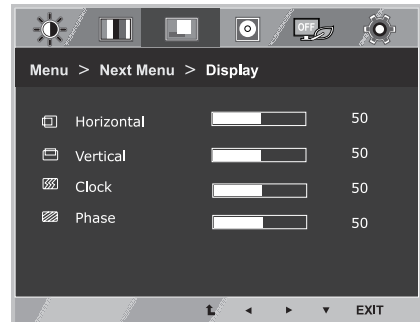 OFF
Menu > Next Menu > Display
Horizontal 50
Vertical 50
Clock 50
Phase 50
EXIT